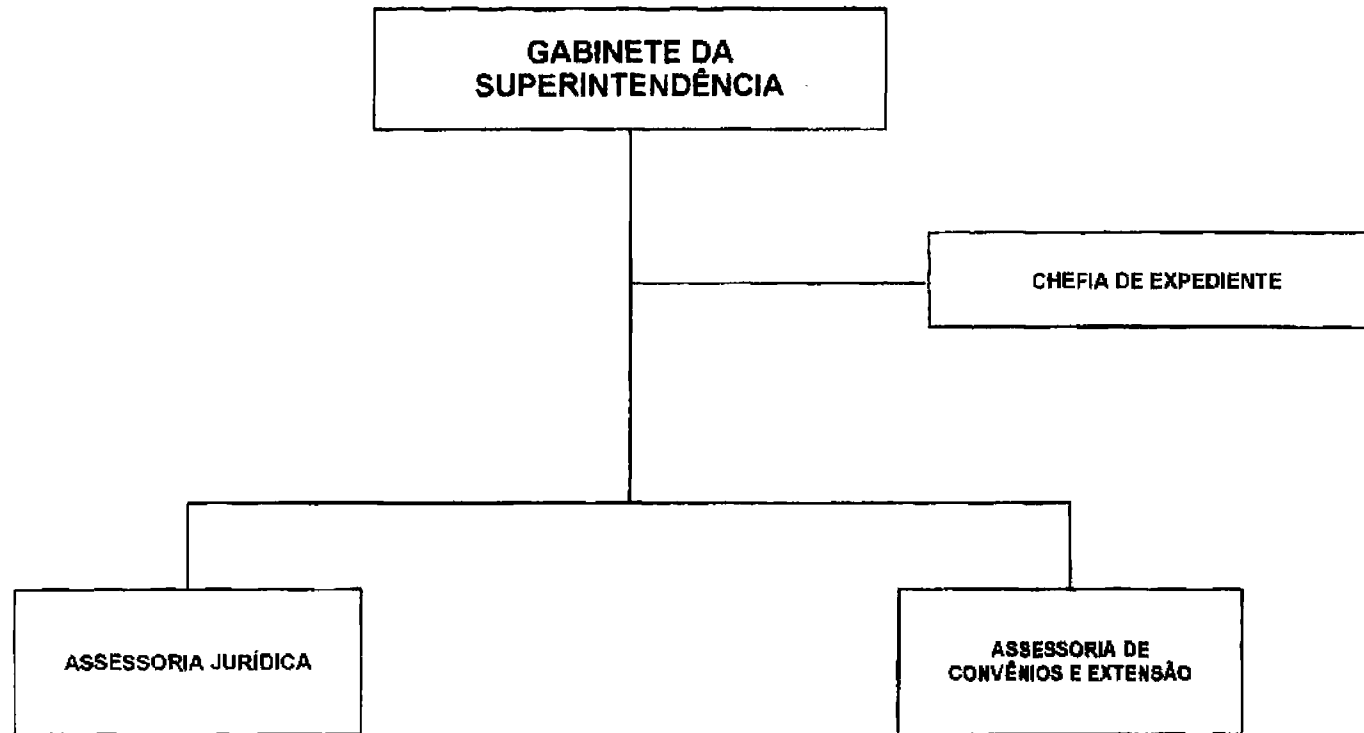 GABINETE DA
SUPERINTENDÊNCIA
CHEFIA DE EXPEDIENTE
ASSESSORIA JURÍDICA
ASSESSORIA DE
CONVÊNIOS E EXTENSÃO